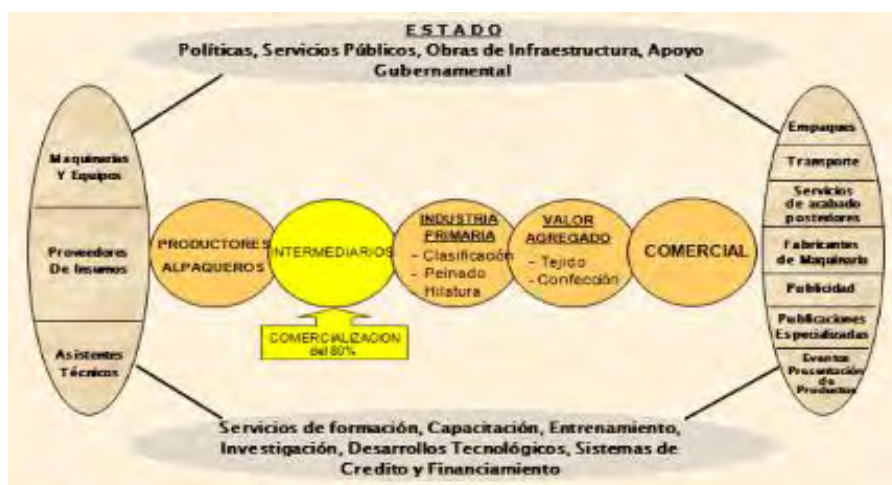 ESTADO
Políticas, Servicios Públicos, Obras de Infraestructura, Apoyo
Gubernamental
Maquinarias
Y Equipos
Proveedores
De Insumos
Asistentes
Técnicos
PRODUCTORES
ALPAQUEROS
INTERMEDIARIOS
COMERCIALIZACION
del 80%
INDUSTRIA
PRIMARIA
- Clasificación
- Peinado
Hilatura
VALOR
AGREGADO
- Tejido
- Confección
COMERCIAL
Empaques
Transporte
Servicios
de acabado
posteriores
Fabricantes
de Maquinaria
Publicidad
Publicaciones
Especializadas
Eventos
Presentación
de
Productos
Servicios de formación, Capacitación, Entrenamiento,
Investigación, Desarrollos Tecnológicos, Sistemas de
Credito y Financiamiento